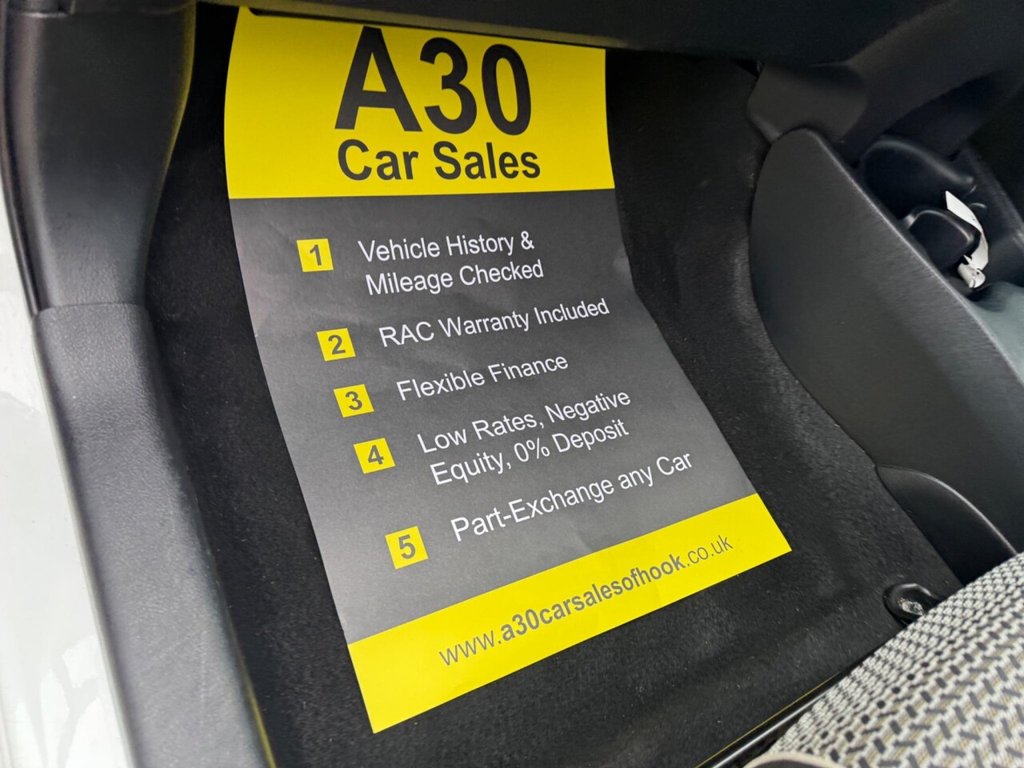 A30
Car Sales
1 Vehicle History &
Mileage Checked
2 RAC Warranty Included
3 Flexible Finance
4 Low Rates, Negative
Equity, 0% Deposit
5 Part-Exchange any Car
www.a30carsalesofhook.co.uk